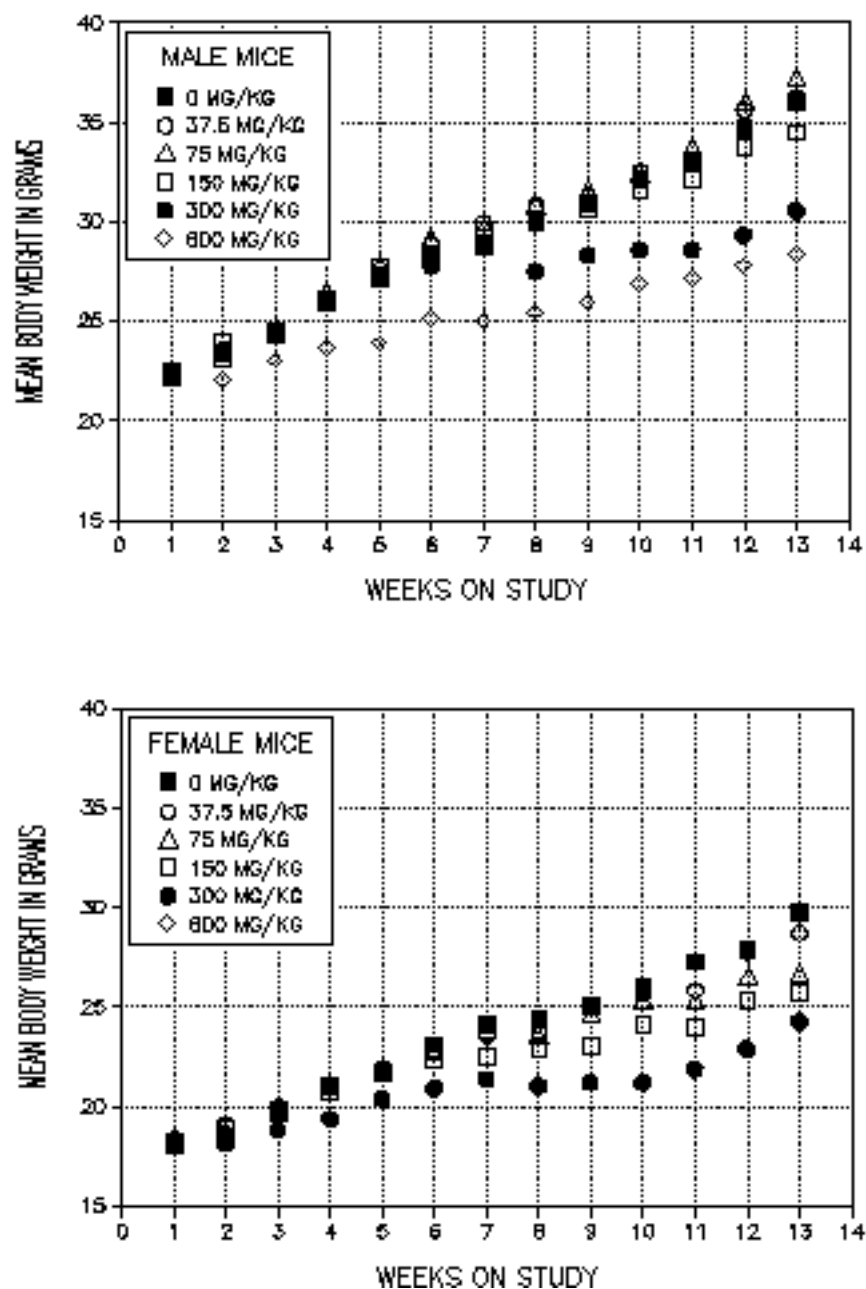 40
MALE MICE
0 MG/KG
37.5 MG/KG
75 MG/KG
150 MG/KG
300 MG/KG
600 MG/KG
35
30
25
20
15
MEAN BODY WEIGHT IN GRAMS
0 1 2 3 4 5 6 7 8 9 10 11 12 13 14
WEEKS ON STUDY
40
FEMALE MICE
0 MG/KG
37.5 MG/KG
75 MG/KG
150 MG/KG
300 MG/KG
600 MG/KG
35
30
25
20
15
MEAN BODY WEIGHT IN GRAMS
0 1 2 3 4 5 6 7 8 9 10 11 12 13 14
WEEKS ON STUDY